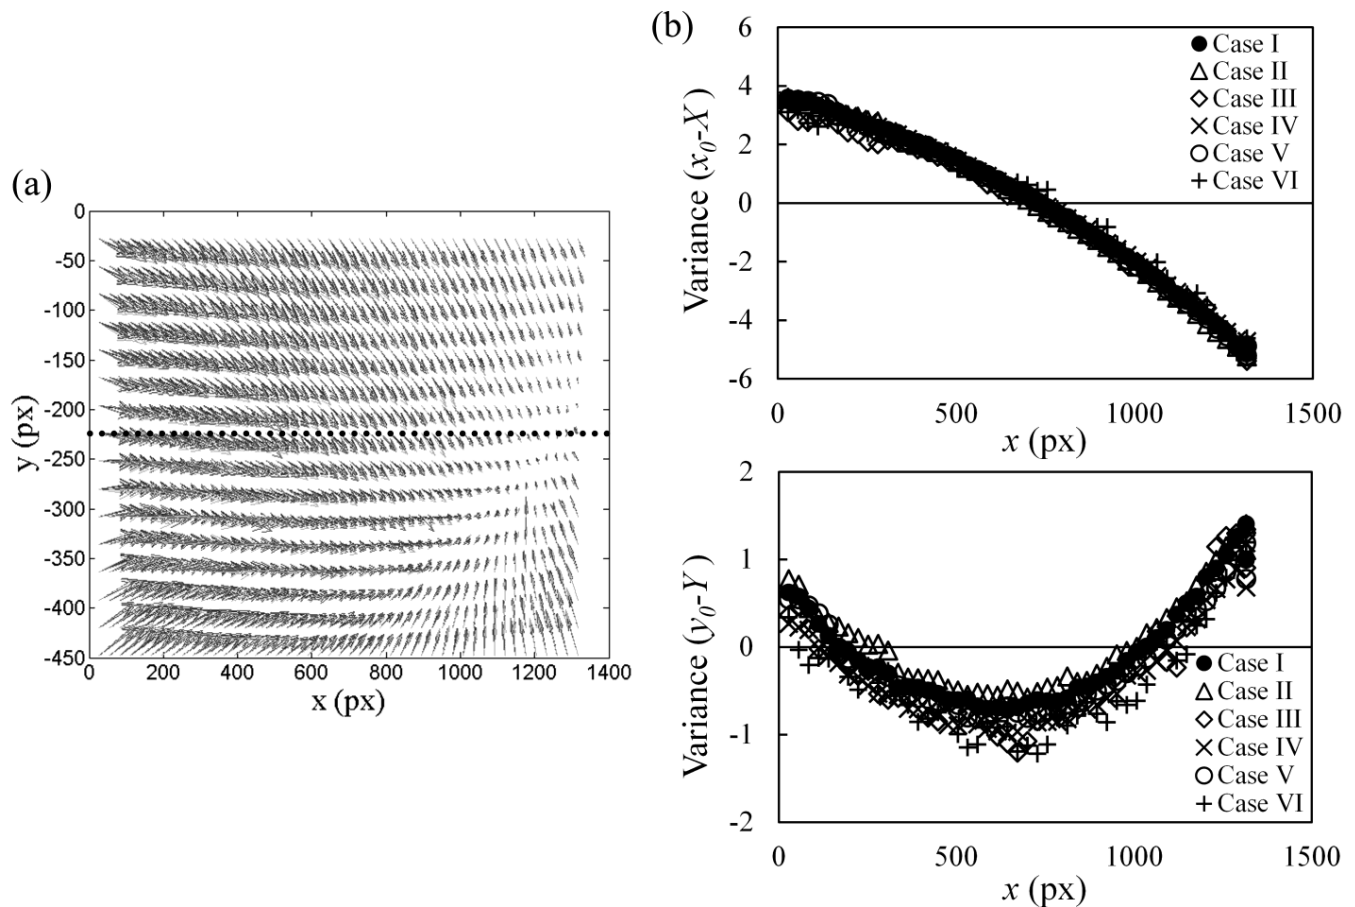 (a)
0
-50
-100
-150
-200
-250
-300
-350
-400
-450
y (px)
0 200 400 600 800 1000 1200 1400
x (px)
(b)
6
4
2
0
-2
-4
-6
Variance (x0-X)
Case I
Case II
Case III
Case IV
Case V
Case VI
0 500 1000 1500
x (px)
2
1
0
-1
-2
Variance (y0-Y)
Case I
Case II
Case III
Case IV
Case V
Case VI
0 500 1000 1500
x (px)